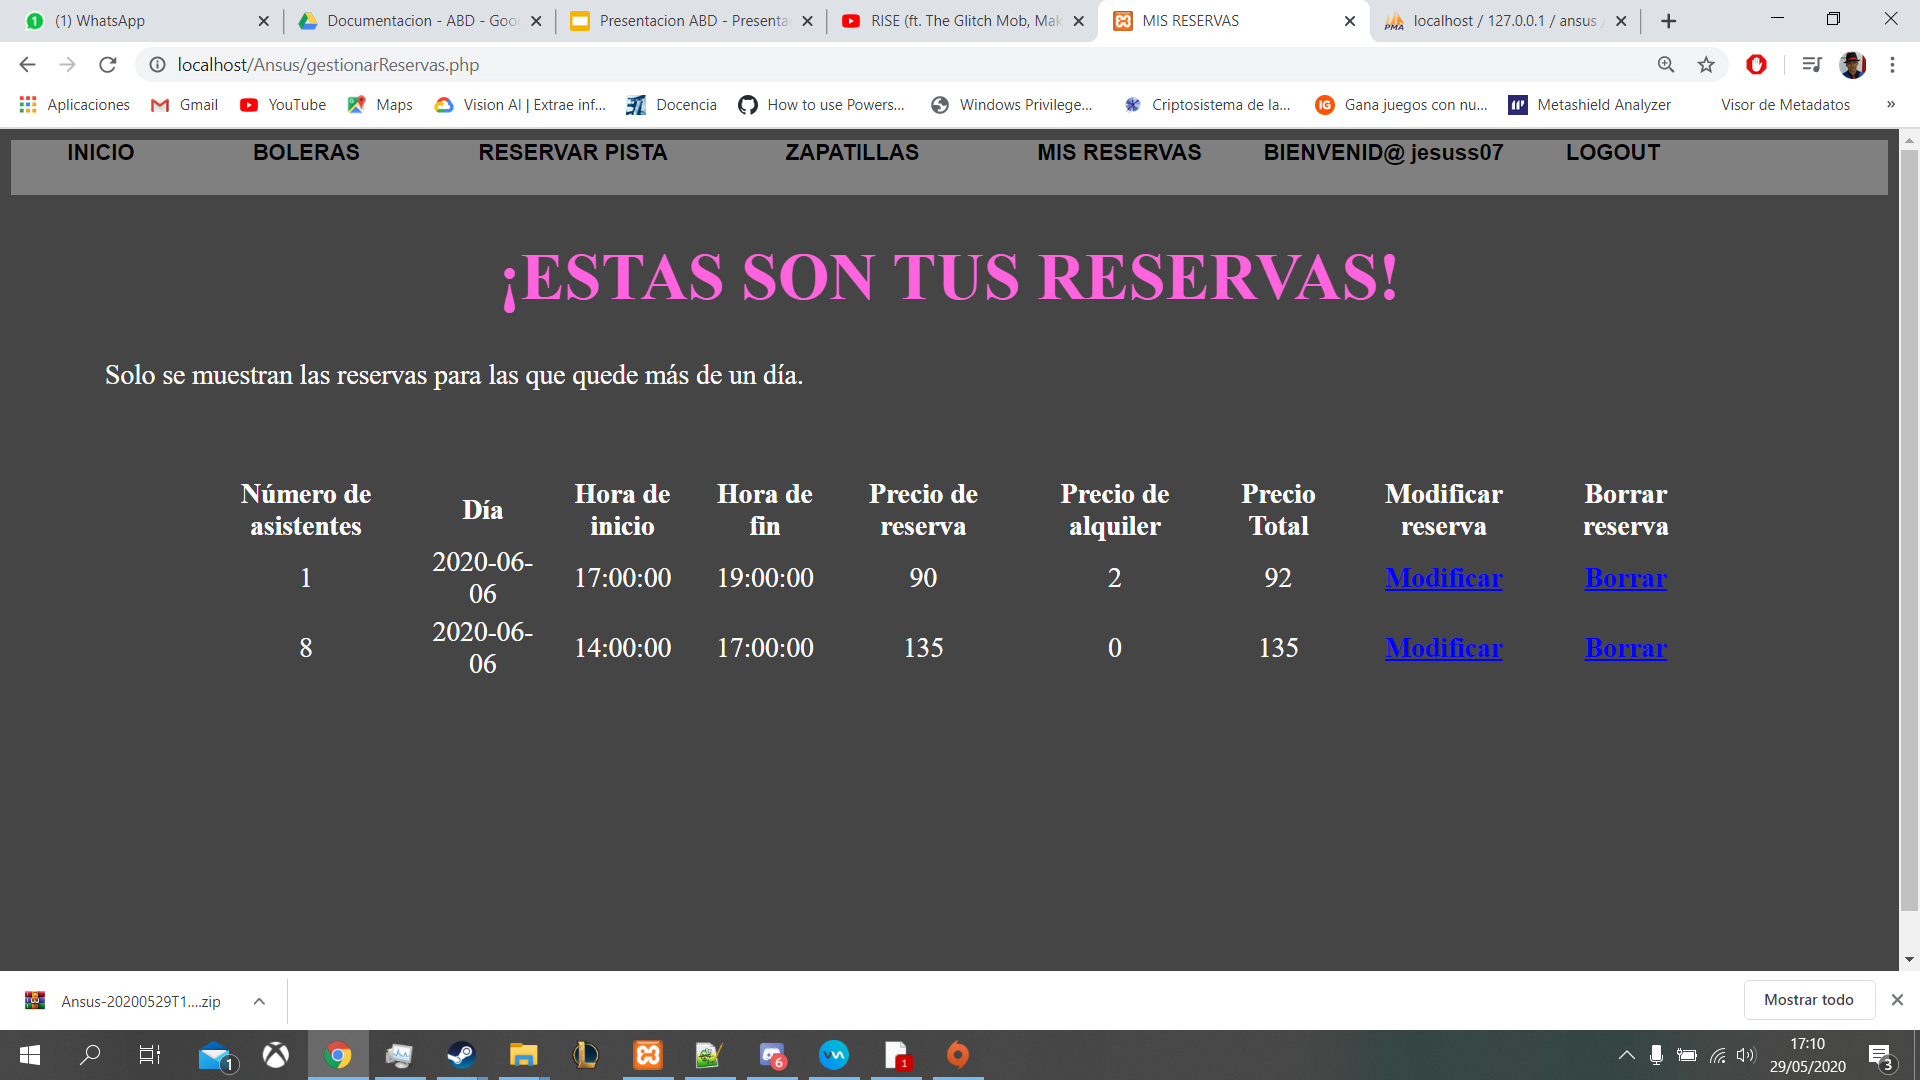 (1) WhatsApp
Documentacion - ABD - Goo
Presentacion ABD - Presenta
RISE (ft. The Glitch Mob, Mak
MIS RESERVAS
localhost / 127.0.0.1 / ansus
localhost/Ansus/gestionarReservas.php
Aplicaciones
Gmail
YouTube
Maps
Vision AI | Extrae inf...
Docencia
How to use Powers...
Windows Privilege...
Criptosistema de la...
Gana juegos con nu...
Metashield Analyzer
Visor de Metadatos
»
INICIO
BOLERAS
RESERVAR PISTA
ZAPATILLAS
MIS RESERVAS
BIENVENID@ jesuss07
LOGOUT
¡ESTAS SON TUS RESERVAS!
Solo se muestran las reservas para las que quede más de un día.
Número de asistentes Día Hora de inicio Hora de fin Precio de reserva Precio de alquiler Precio Total Modificar reserva Borrar reserva
1 2020-06-06 17:00:00 19:00:00 90 2 92 Modificar Borrar
8 2020-06-06 14:00:00 17:00:00 135 0 135 Modificar Borrar
Ansus-20200529T1....zip
Mostrar todo
1
6
1
17:10
29/05/2020
3